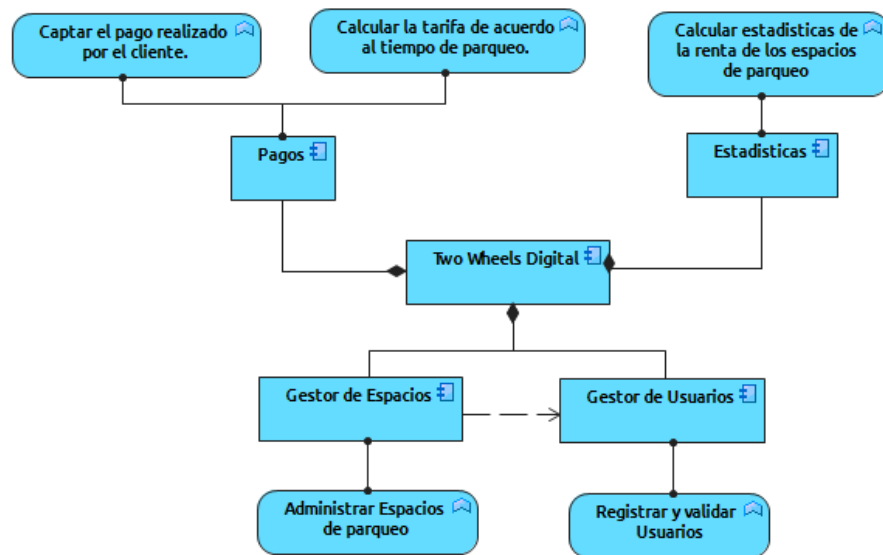 Captar el pago realizado
por el cliente.
Calcular la tarifa de acuerdo
al tiempo de parqueo.
Calcular estadisticas de
la renta de los espacios
de parqueo
Pagos
Estadisticas
Two Wheels Digital
Gestor de Espacios
Gestor de Usuarios
Administrar Espacios
de parqueo
Registrar y validar
Usuarios